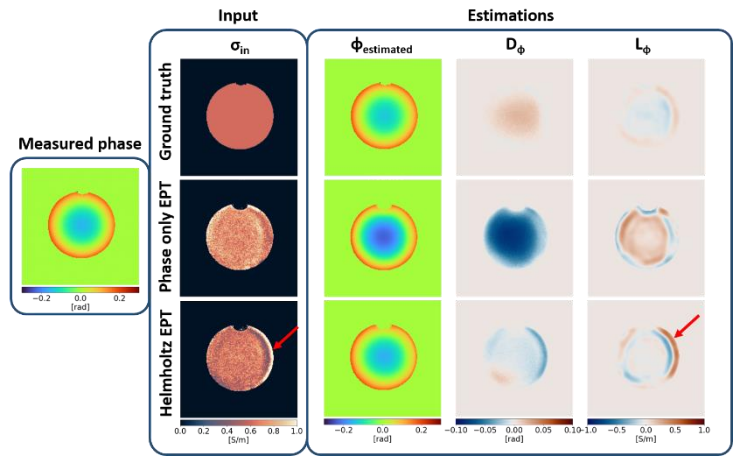 Input
Estimations
σin
ϕestimated
Dϕ
Lϕ
Measured phase
Ground truth
Phase only EPT
Helmholtz EPT
−0.2 0.0 0.2
[rad]
0.0 0.2 0.4 0.6 0.8 1.0
[S/m]
−0.2 0.0 0.2
[rad]
−0.10 −0.05 0.00 0.05 0.10
[rad]
−1.0 −0.5 0.0 0.5 1.0
[S/m]